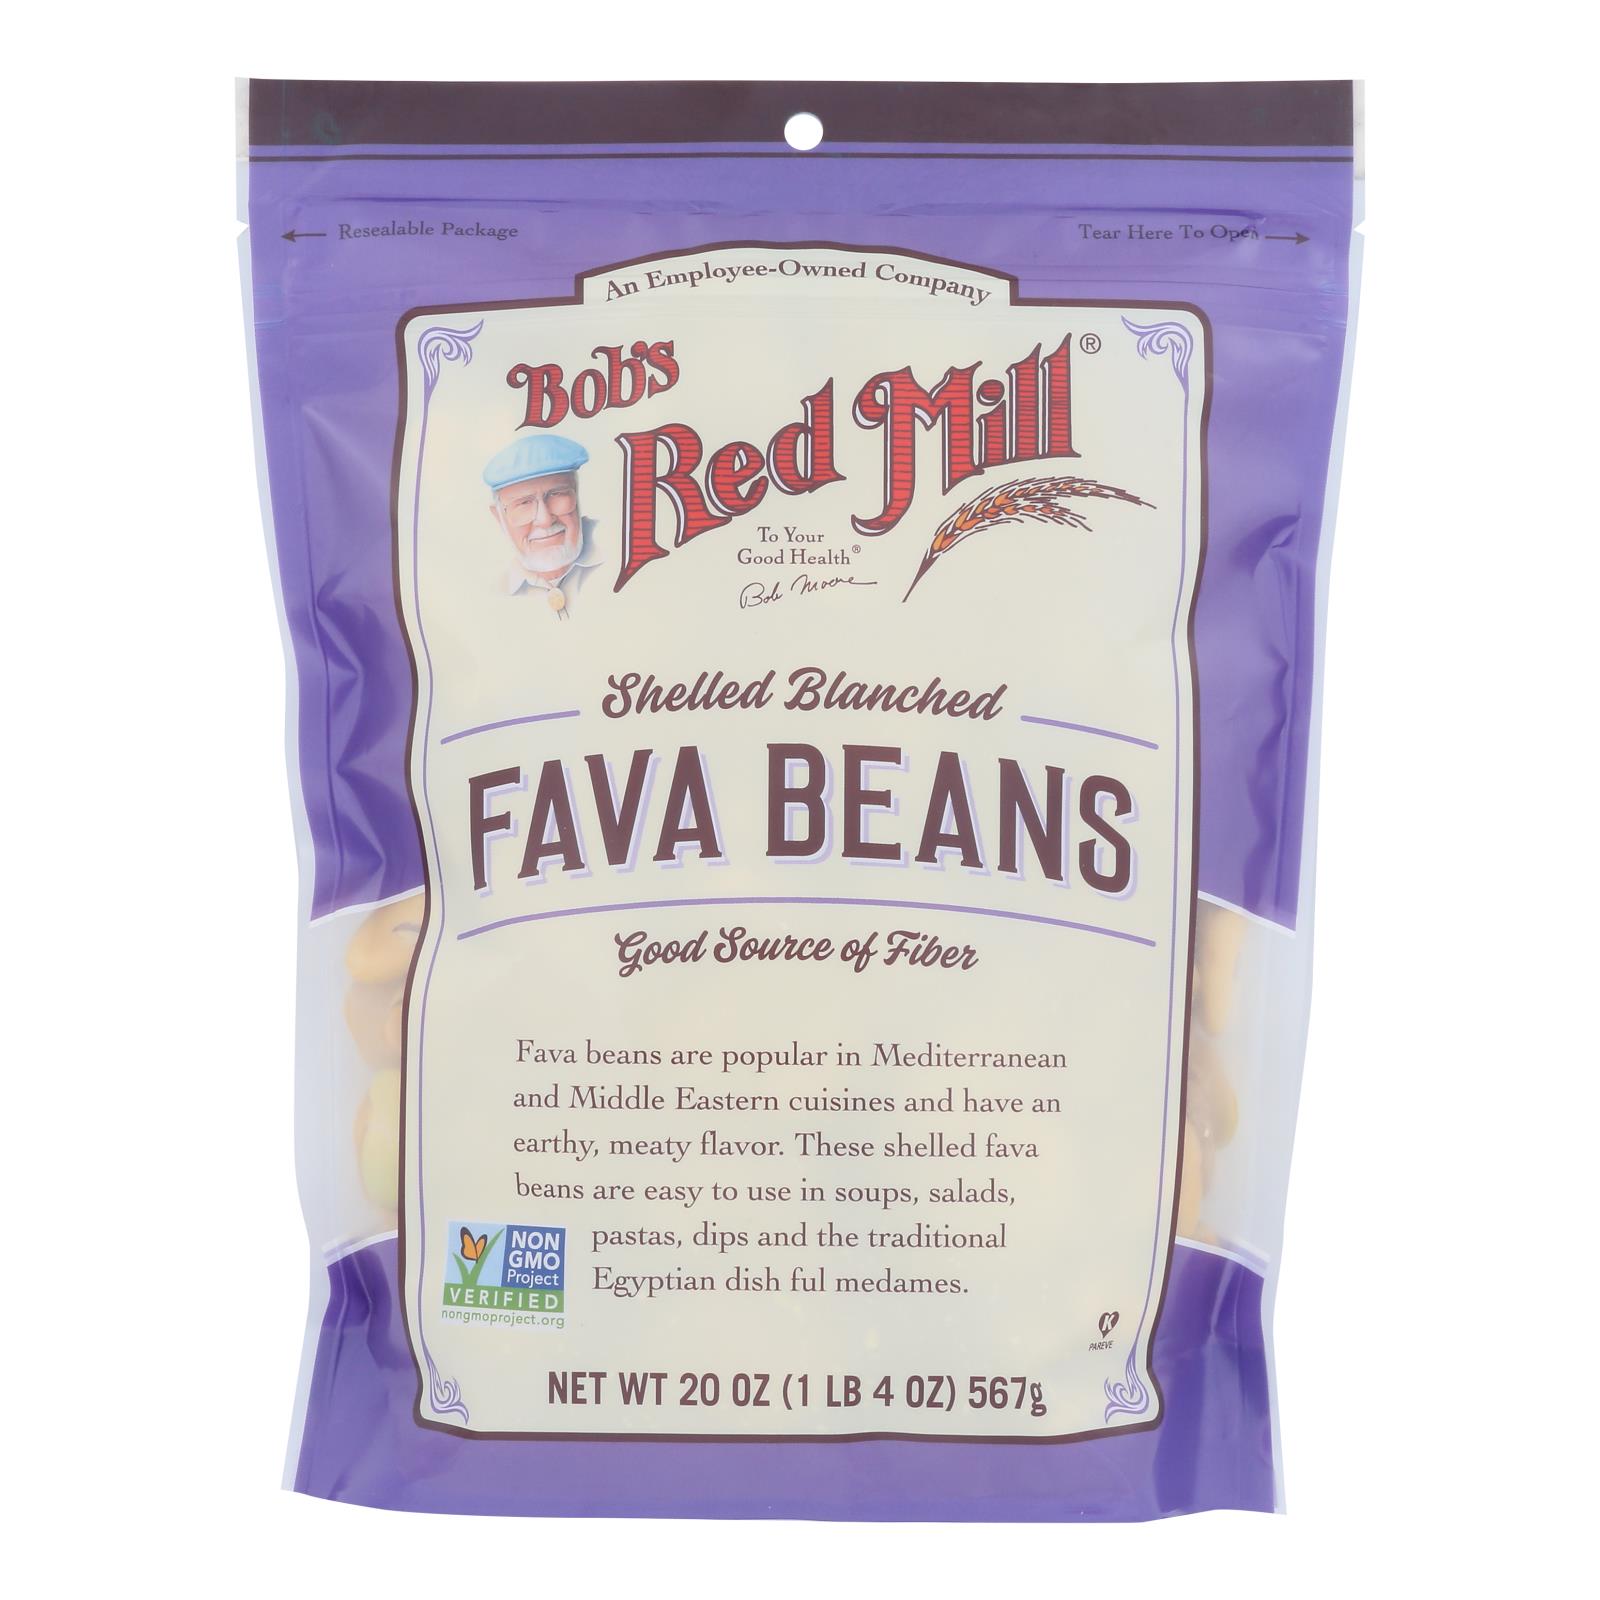 Resealable Package
Tear Here To Open
An Employee-Owned Company
Bob's
Red Mill®
To Your
Good Health®
Bob Moore
Shelled Blanched
FAVA BEANS
Good Source of Fiber
Fava beans are popular in Mediterranean
and Middle Eastern cuisines and have an
earthy, meaty flavor. These shelled fava
beans are easy to use in soups, salads,
pastas, dips and the traditional
Egyptian dish ful medames.
NON
GMO
Project
VERIFIED
nongmoproject.org
K
PAREVE
NET WT 20 OZ (1 LB 4 OZ) 567g